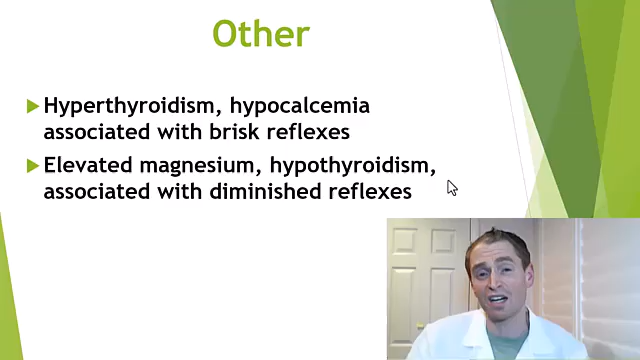 Other
Hyperthyroidism, hypocalcemia
associated with brisk reflexes
Elevated magnesium, hypothyroidism,
associated with diminished reflexes